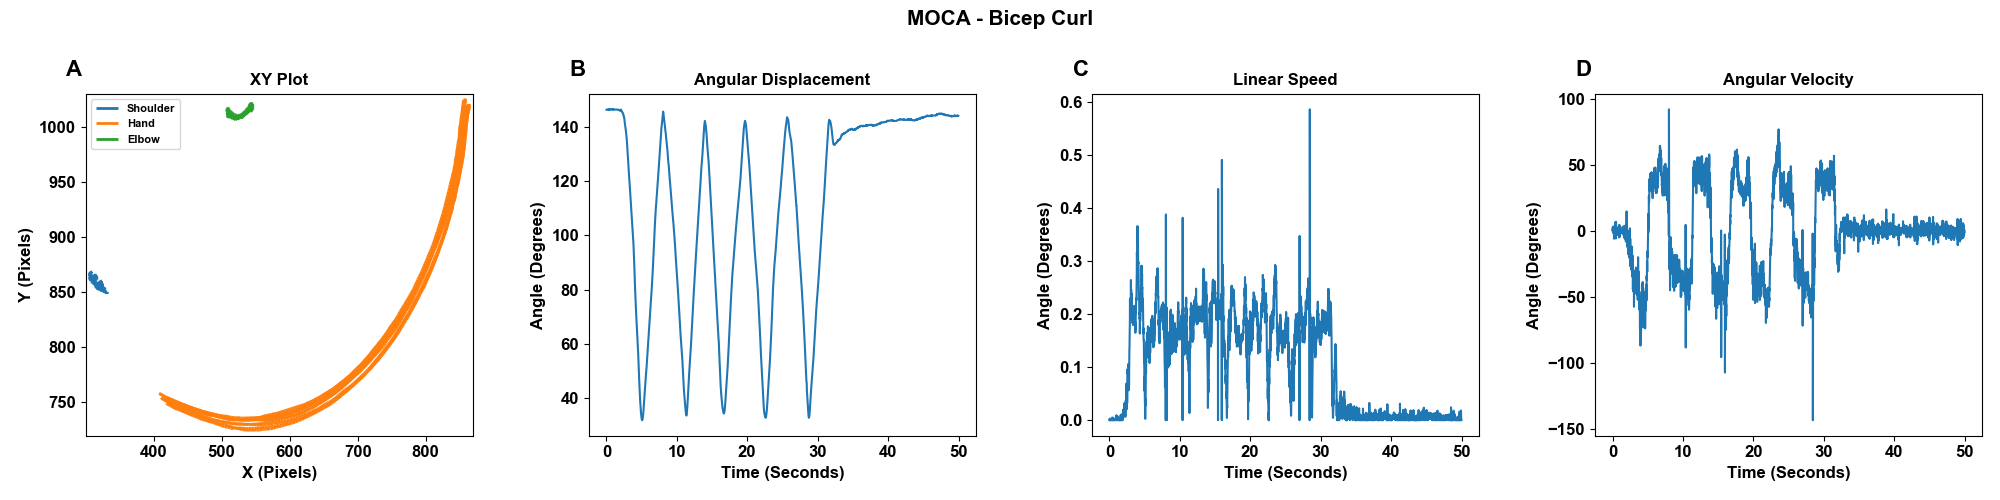 MOCA - Bicep Curl
A
XY Plot
Shoulder
Hand
Elbow
1000
950
900
850
800
750
Y (Pixels)
400 500 600 700 800
X (Pixels)
B
Angular Displacement
140
120
100
80
60
40
Angle (Degrees)
0 10 20 30 40 50
Time (Seconds)
C
Linear Speed
0.6
0.5
0.4
0.3
0.2
0.1
0.0
Angle (Degrees)
0 10 20 30 40 50
Time (Seconds)
D
Angular Velocity
100
50
0
−50
−100
−150
Angle (Degrees)
0 10 20 30 40 50
Time (Seconds)